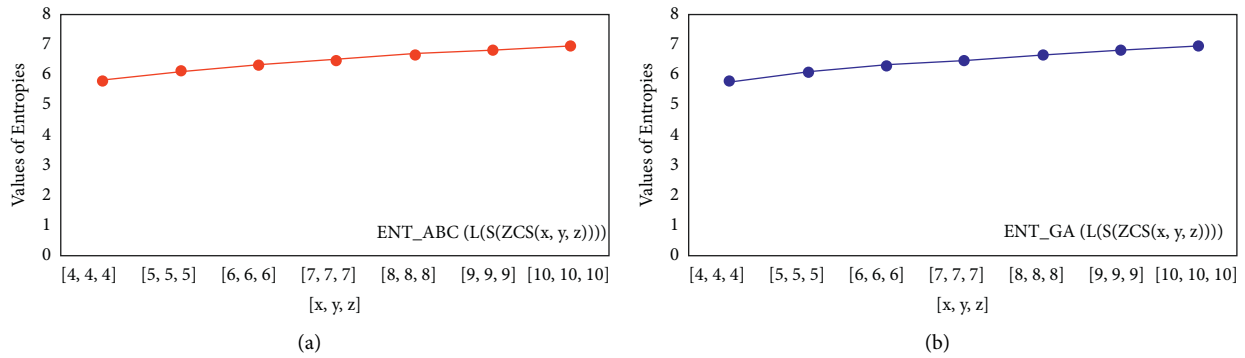 8
7
6
5
4
3
2
1
0
Values of Entropies
ENT_ABC (L(S(ZCS(x, y, z))))
[4, 4, 4] [5, 5, 5] [6, 6, 6] [7, 7, 7] [8, 8, 8] [9, 9, 9] [10, 10, 10]
[x, y, z]
(a)
8
7
6
5
4
3
2
1
0
Values of Entropies
ENT_GA (L(S(ZCS(x, y, z))))
[4, 4, 4] [5, 5, 5] [6, 6, 6] [7, 7, 7] [8, 8, 8] [9, 9, 9] [10, 10, 10]
[x, y, z]
(b)